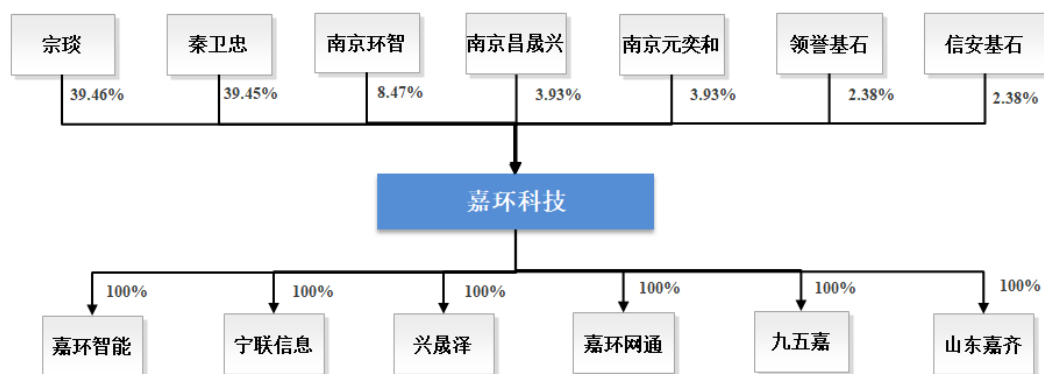 宗琰
秦卫忠
南京环智
南京昌晟兴
南京元奕和
领誉基石
信安基石
39.46%
39.45%
8.47%
3.93%
3.93%
2.38%
2.38%
嘉环科技
100%
100%
100%
100%
100%
100%
嘉环智能
宁联信息
兴晟泽
嘉环网通
九五嘉
山东嘉齐